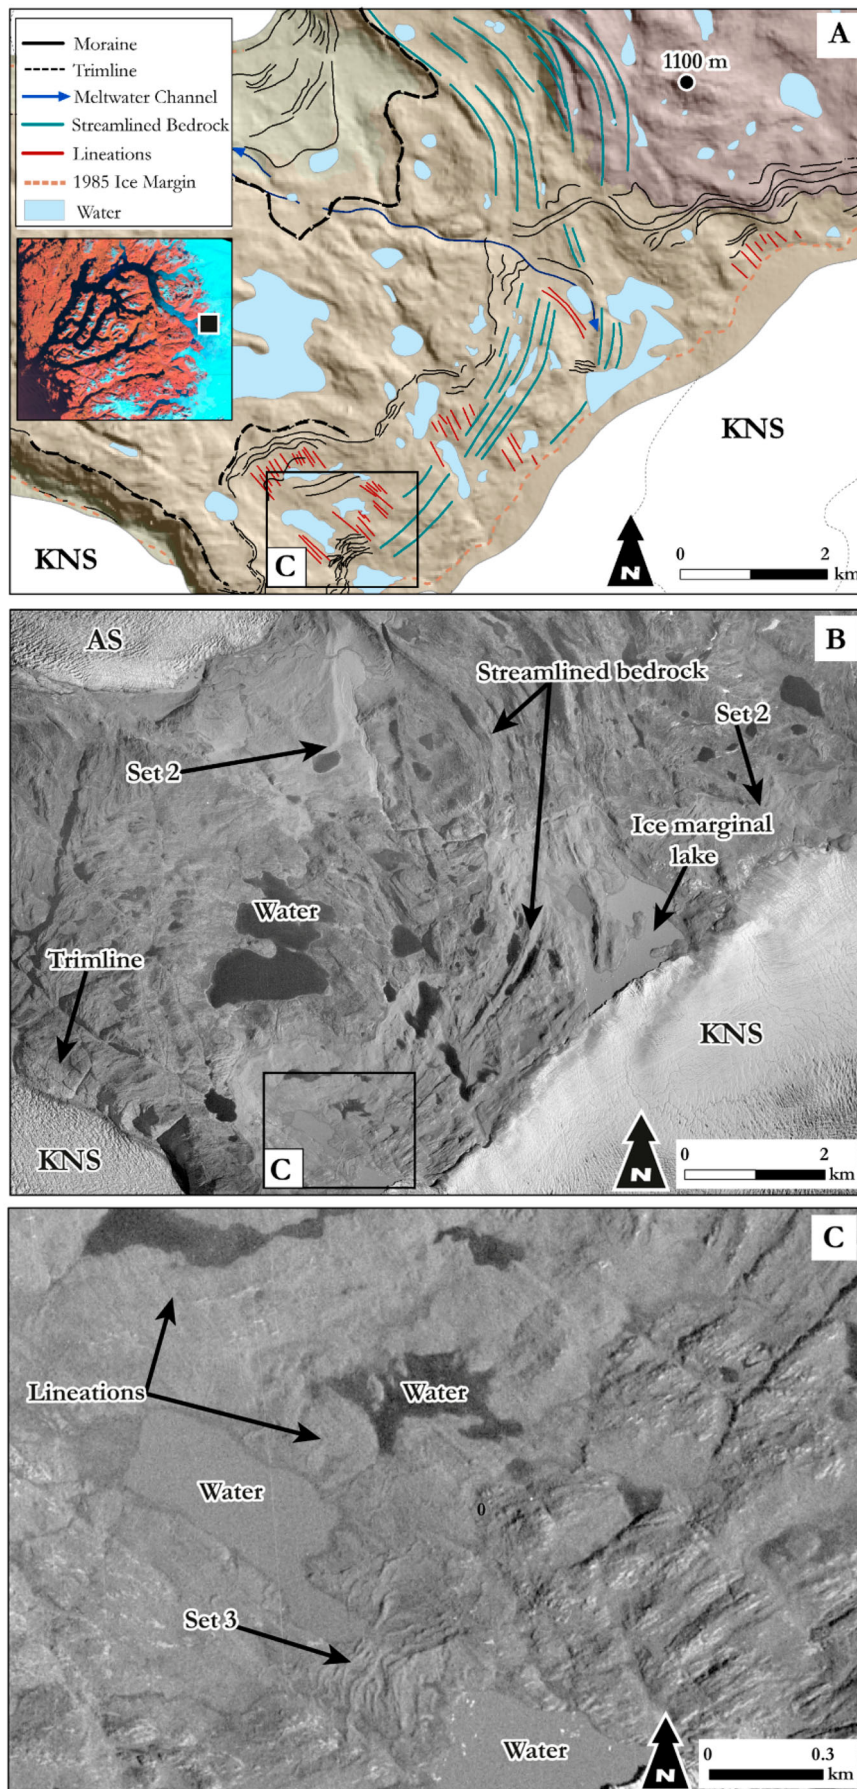 A
Moraine
Trimline
Meltwater Channel
Streamlined Bedrock
Lineations
1985 Ice Margin
Water
1100 m
KNS
KNS
C
N
0 2
km
B
AS
Streamlined bedrock
Set 2
Set 2
Ice marginal
lake
Water
Trimline
KNS
KNS
C
N
0 2
km
C
Lineations
Water
Water
0
Set 3
Water
N
0 0.3
km